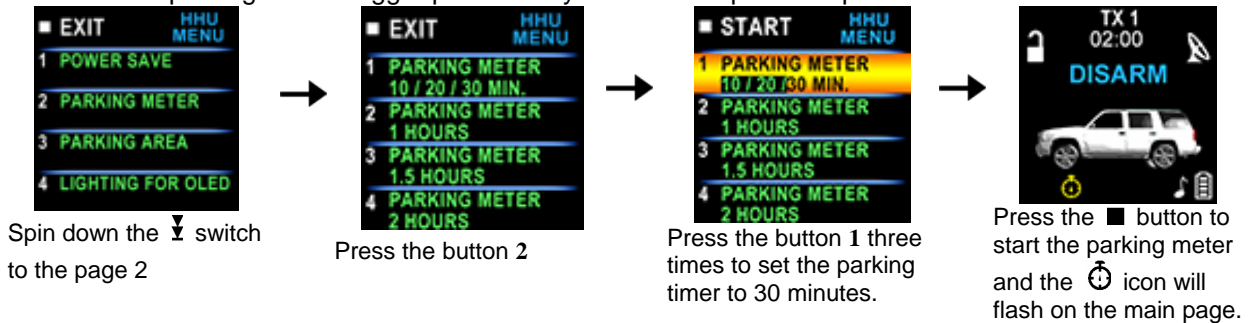 ■ EXIT HHU MENU
1 POWER SAVE
2 PARKING METER
3 PARKING AREA
4 LIGHTING FOR OLED
Spin down the switch
to the page 2
■ EXIT HHU MENU
1 PARKING METER
10 / 20 / 30 MIN.
2 PARKING METER
1 HOURS
3 PARKING METER
1.5 HOURS
4 PARKING METER
2 HOURS
Press the button 2
■ START HHU MENU
1 PARKING METER
10 / 20 / 30 MIN.
2 PARKING METER
1 HOURS
3 PARKING METER
1.5 HOURS
4 PARKING METER
2 HOURS
Press the button 1 three
times to set the parking
timer to 30 minutes.
TX 1
02:00
DISARM
Press the ■ button to
start the parking meter
and the icon will
flash on the main page.